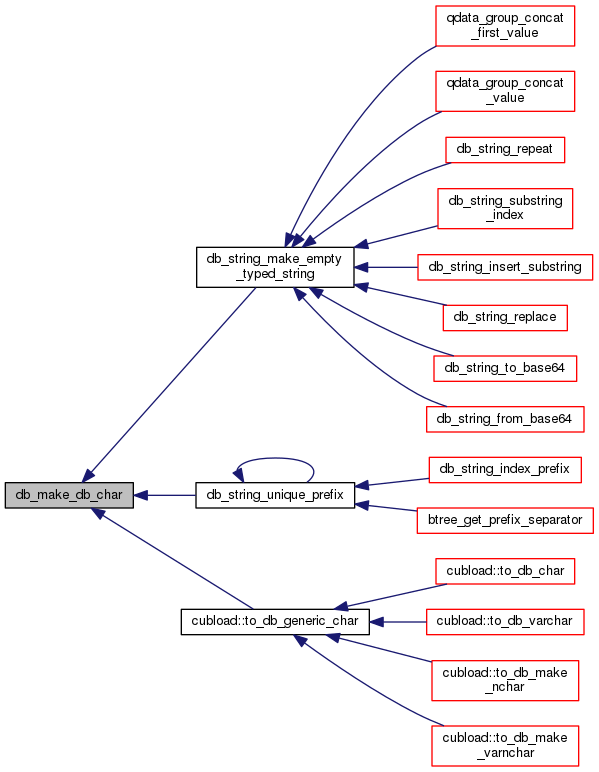 qdata_group_concat
_first_value
qdata_group_concat
_value
db_string_repeat
db_string_substring
_index
db_string_make_empty
_typed_string
db_string_insert_substring
db_string_replace
db_string_to_base64
db_string_from_base64
db_string_index_prefix
db_make_db_char
db_string_unique_prefix
btree_get_prefix_separator
cubload::to_db_char
cubload::to_db_generic_char
cubload::to_db_varchar
cubload::to_db_make
_nchar
cubload::to_db_make
_varnchar